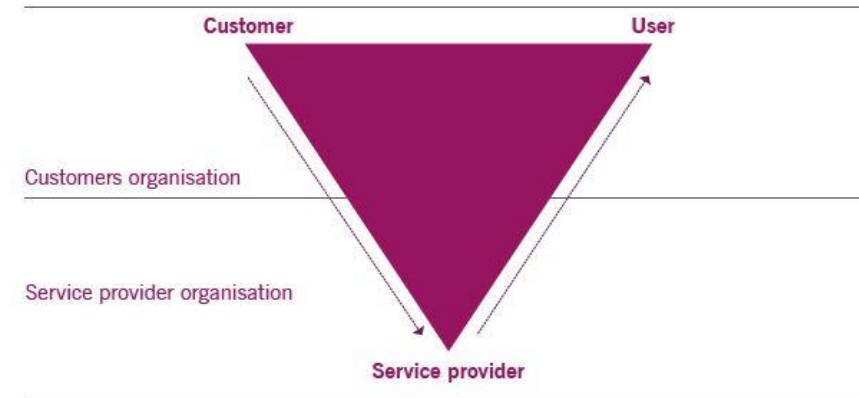 Customer
User
Customers organisation
Service provider organisation
Service provider